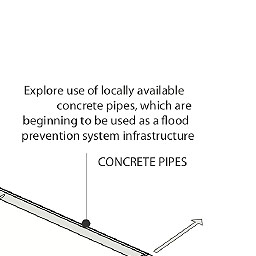 Explore use of locally available
concrete pipes, which are
beginning to be used as a flood
prevention system infrastructure
CONCRETE PIPES